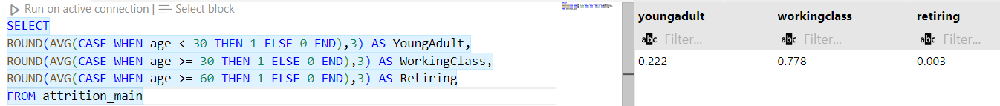 Run on active connection | Select block
SELECT
ROUND(AVG(CASE WHEN age < 30 THEN 1 ELSE 0 END),3) AS YoungAdult,
ROUND(AVG(CASE WHEN age >= 30 THEN 1 ELSE 0 END),3) AS WorkingClass,
ROUND(AVG(CASE WHEN age >= 60 THEN 1 ELSE 0 END),3) AS Retiring
FROM attrition_main
youngadult workingclass retiring
abc Filter... abc Filter... abc Filter...
0.222 0.778 0.003